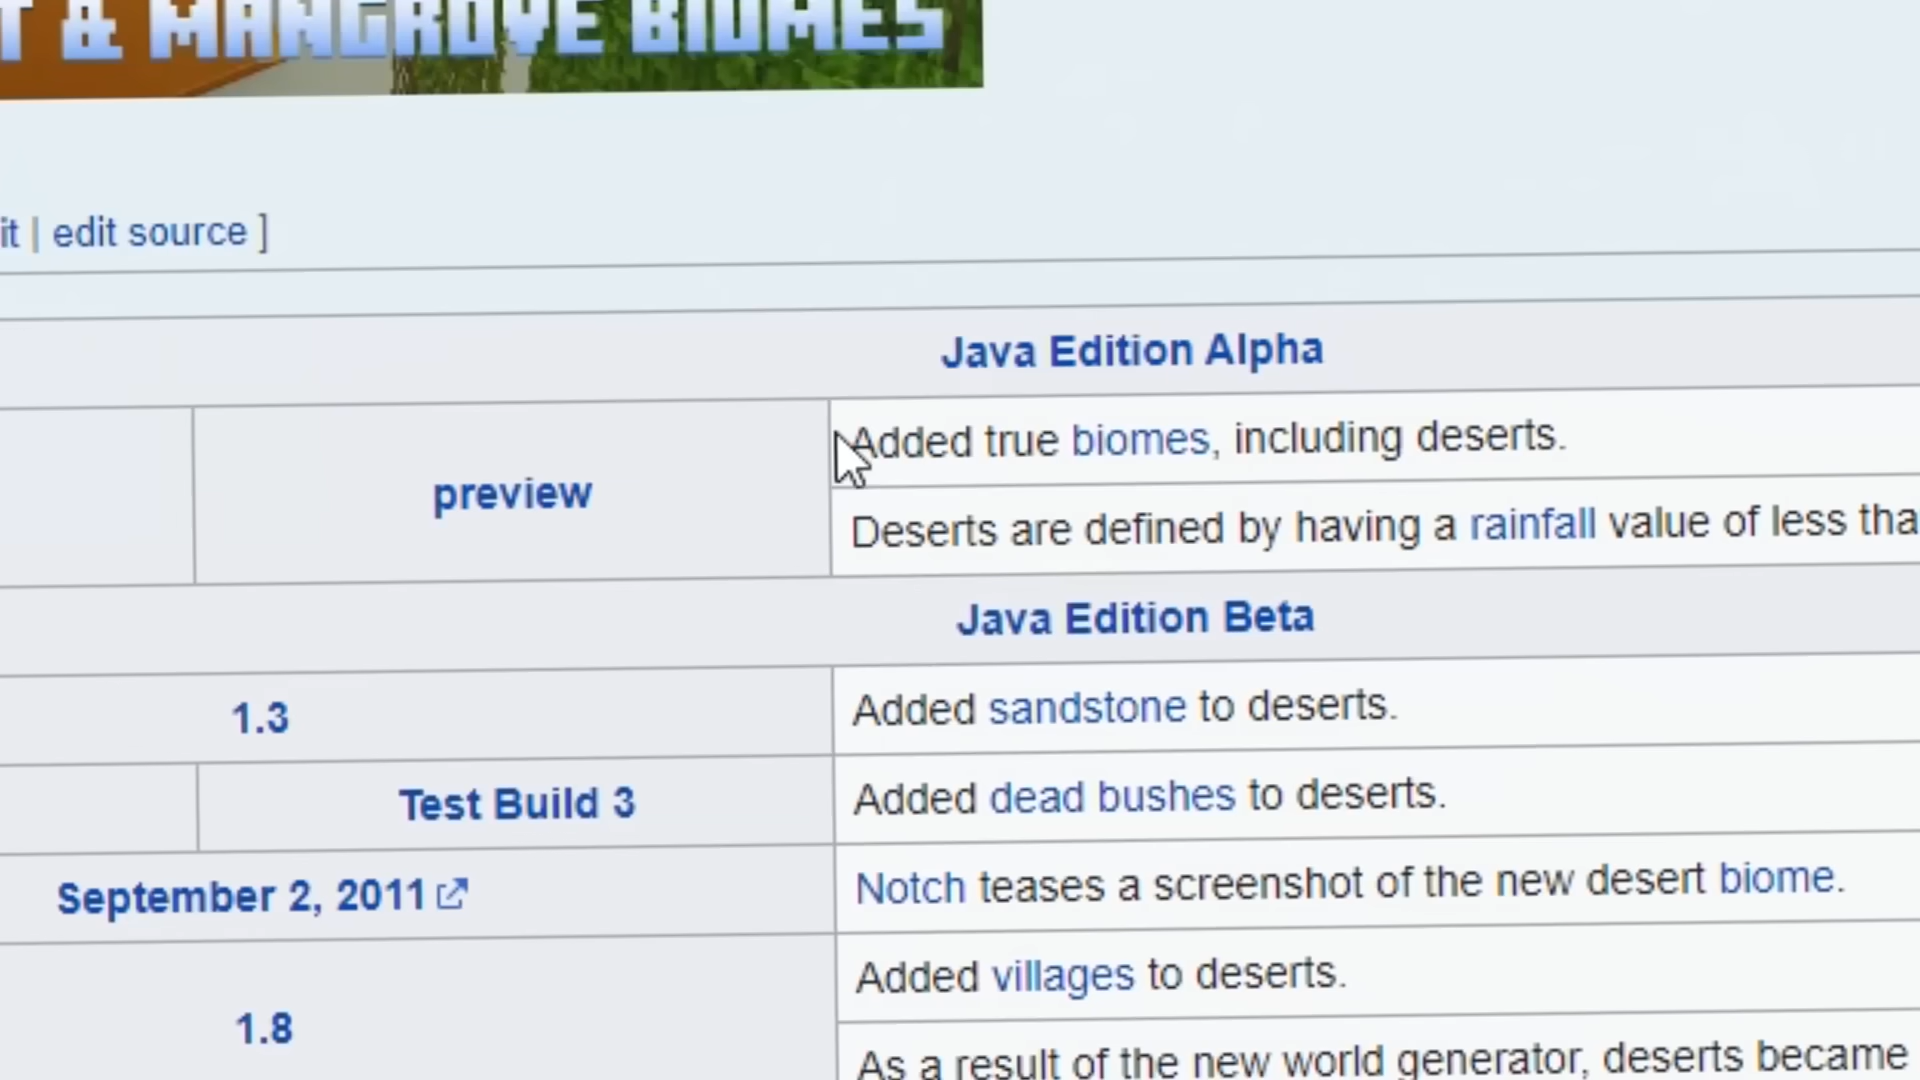 T & MANGROVE BIOMES
it | edit source ]
Java Edition Alpha
preview
Added true biomes, including deserts.
Deserts are defined by having a rainfall value of less tha
Java Edition Beta
1.3
Added sandstone to deserts.
Test Build 3
Added dead bushes to deserts.
September 2, 2011
Notch teases a screenshot of the new desert biome.
1.8
Added villages to deserts.
As a result of the new world generator, deserts became